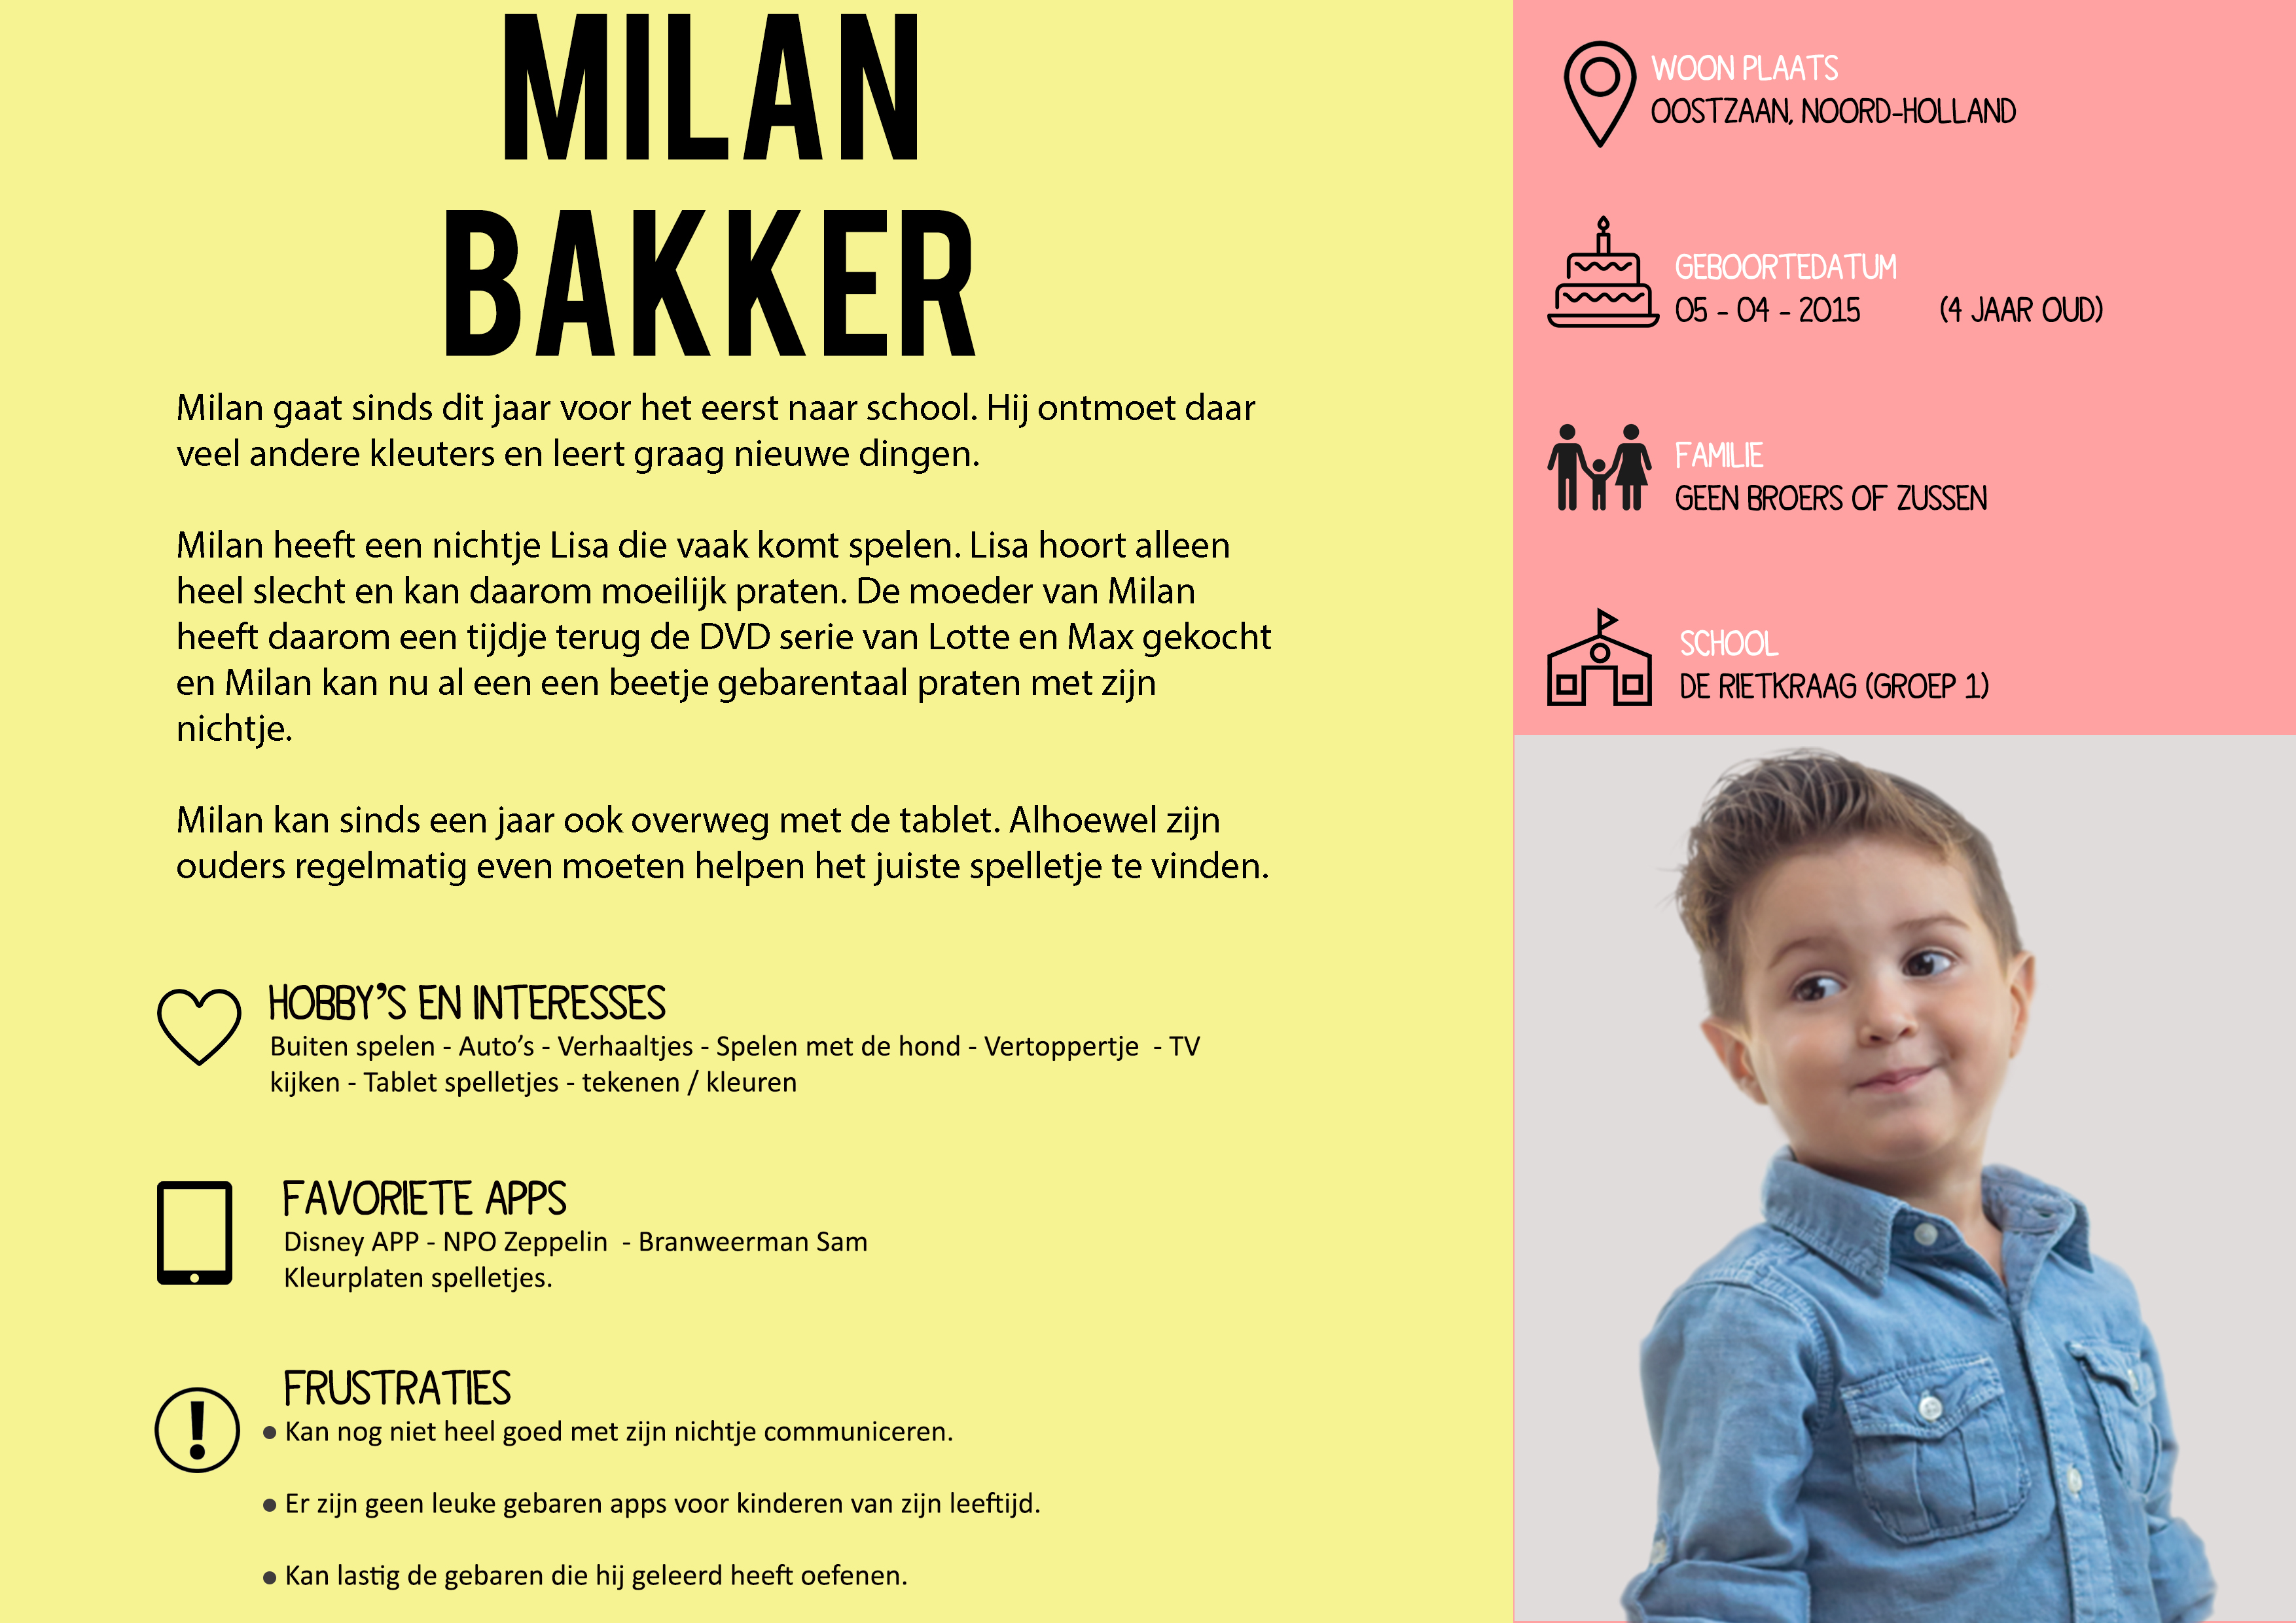 MILAN
BAKKER
Milan gaat sinds dit jaar voor het eerst naar school. Hij ontmoet daar
veel andere kleuters en leert graag nieuwe dingen.
Milan heeft een nichtje Lisa die vaak komt spelen. Lisa hoort alleen
heel slecht en kan daarom moeilijk praten. De moeder van Milan
heeft daarom een tijdje terug de DVD serie van Lotte en Max gekocht
en Milan kan nu al een een beetje gebarentaal praten met zijn
nichtje.
Milan kan sinds een jaar ook overweg met de tablet. Alhoewel zijn
ouders regelmatig even moeten helpen het juiste spelletje te vinden.
HOBBY'S EN INTERESSES
Buiten spelen - Auto's - Verhaaltjes - Spelen met de hond - Vertoppertje - TV
kijken - Tablet spelletjes - tekenen / kleuren
FAVORIETE APPS
Disney APP - NPO Zeppelin - Branweerman Sam
Kleurplaten spelletjes.
FRUSTRATIES
• Kan nog niet heel goed met zijn nichtje communiceren.
• Er zijn geen leuke gebaren apps voor kinderen van zijn leeftijd.
• Kan lastig de gebaren die hij geleerd heeft oefenen.
WOON PLAATS
OOSTZAAN, NOORD-HOLLAND
GEBOORTEDATUM
05 - 04 - 2015 (4 JAAR OUD)
FAMILIE
GEEN BROERS OF ZUSSEN
SCHOOL
DE RIETKRAAG (GROEP 1)